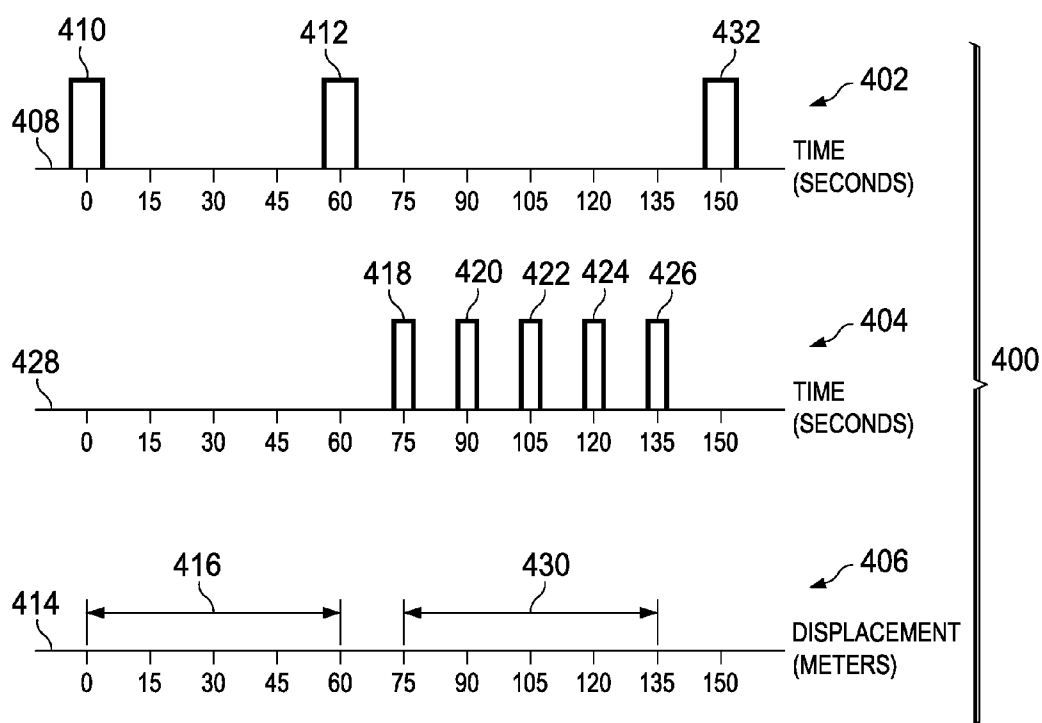 410 412 432
402
408
TIME
(SECONDS)
0 15 30 45 60 75 90 105 120 135 150
418 420 422 424 426
404
400
428
TIME
(SECONDS)
0 15 30 45 60 75 90 105 120 135 150
416 430
406
414
DISPLACEMENT
(METERS)
0 15 30 45 60 75 90 105 120 135 150